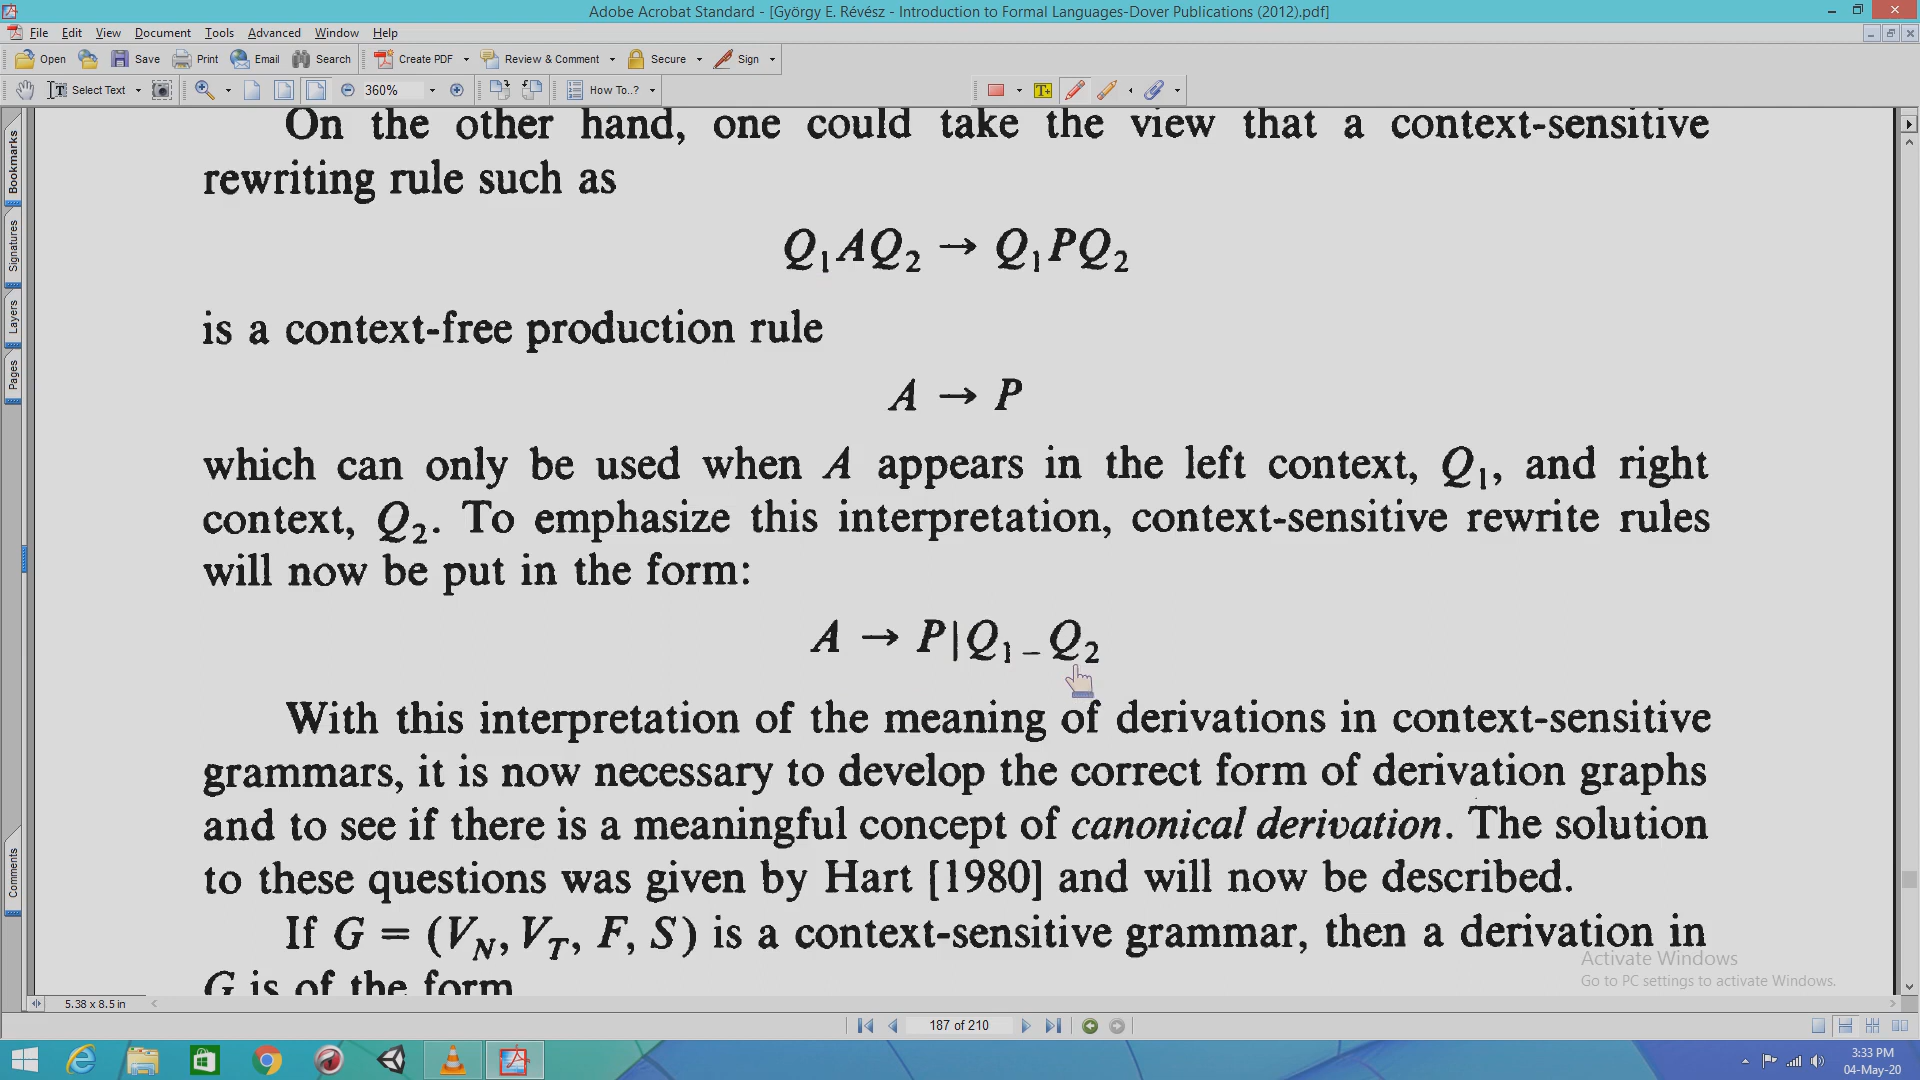 Adobe Acrobat Standard - [György E. Révész - Introduction to Formal Languages-Dover Publications (2012).pdf]
File Edit View Document Tools Advanced Window Help
Open Save Print Email Search Create PDF Review & Comment Secure Sign
Select Text 360% How To..?
Bookmarks
Signatures
Layers
Pages
Comments
On the other hand, one could take the view that a context-sensitive
rewriting rule such as
Q₁AQ₂ → Q₁PQ₂
is a context-free production rule
A → P
which can only be used when A appears in the left context, Q₁, and right
context, Q₂. To emphasize this interpretation, context-sensitive rewrite rules
will now be put in the form:
A → P|Q₁ _ Q₂
With this interpretation of the meaning of derivations in context-sensitive
grammars, it is now necessary to develop the correct form of derivation graphs
and to see if there is a meaningful concept of canonical derivation. The solution
to these questions was given by Hart [1980] and will now be described.
If G = (V_N, V_T, F, S) is a context-sensitive grammar, then a derivation in
G is of the form
Activate Windows
Go to PC settings to activate Windows.
5.38 x 8.5 in
187 of 210
3:33 PM
04-May-20